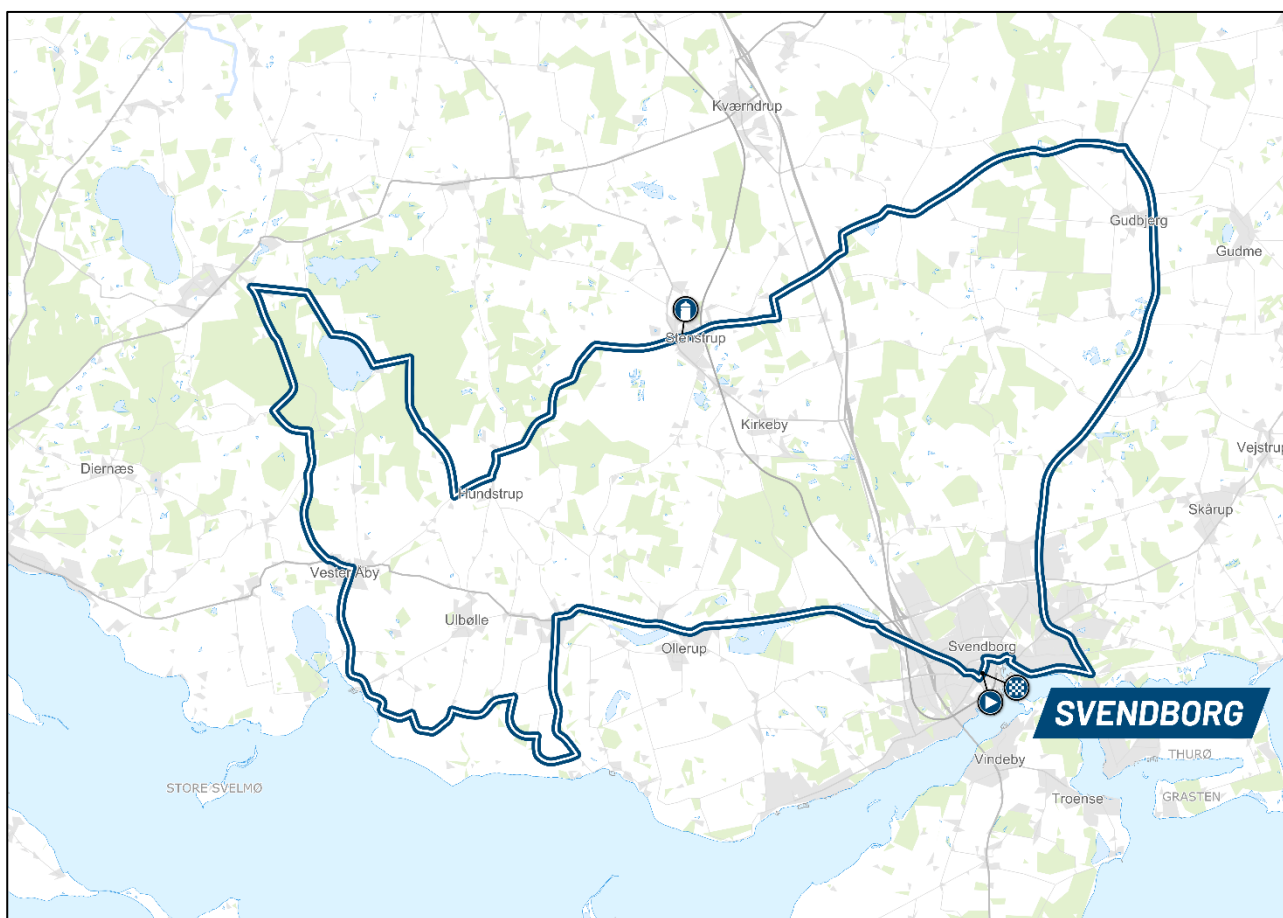 Kværndrup
Gudbjerg
Gudme
Stenstrup
Kirkeby
Vejstrup
Diernæs
Hundstrup
Skårup
Vester Åby
Ulbølle
Ollerup
Svendborg
SVENDBORG
Vindeby
THURØ
STORE SVELMØ
Troense
GRASTEN